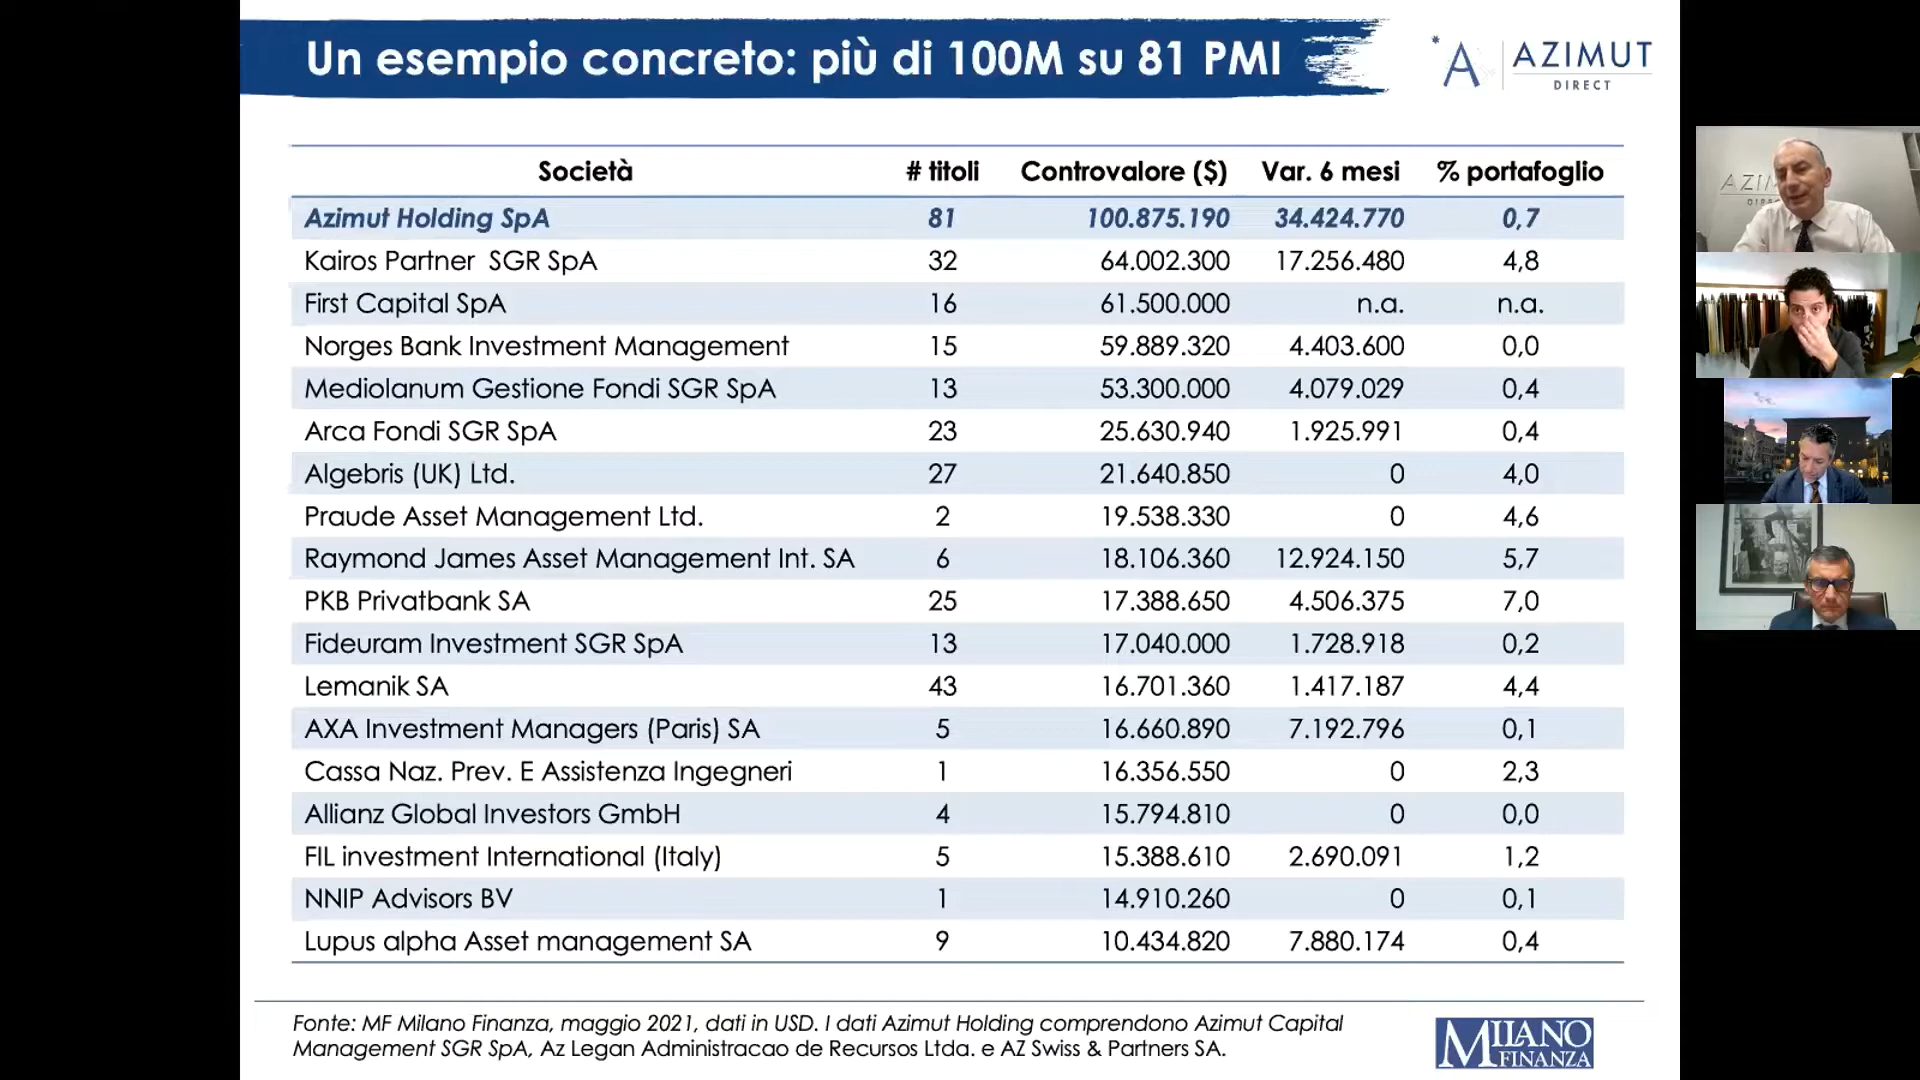 Un esempio concreto: più di 100M su 81 PMI
AZIMUT
DIRECT
Società # titoli Controvalore ($) Var. 6 mesi % portafoglio
Azimut Holding SpA 81 100.875.190 34.424.770 0,7
Kairos Partner SGR SpA 32 64.002.300 17.256.480 4,8
First Capital SpA 16 61.500.000 n.a. n.a.
Norges Bank Investment Management 15 59.889.320 4.403.600 0,0
Mediolanum Gestione Fondi SGR SpA 13 53.300.000 4.079.029 0,4
Arca Fondi SGR SpA 23 25.630.940 1.925.991 0,4
Algebris (UK) Ltd. 27 21.640.850 0 4,0
Praude Asset Management Ltd. 2 19.538.330 0 4,6
Raymond James Asset Management Int. SA 6 18.106.360 12.924.150 5,7
PKB Privatbank SA 25 17.388.650 4.506.375 7,0
Fideuram Investment SGR SpA 13 17.040.000 1.728.918 0,2
Lemanik SA 43 16.701.360 1.417.187 4,4
AXA Investment Managers (Paris) SA 5 16.660.890 7.192.796 0,1
Cassa Naz. Prev. E Assistenza Ingegneri 1 16.356.550 0 2,3
Allianz Global Investors GmbH 4 15.794.810 0 0,0
FIL investment International (Italy) 5 15.388.610 2.690.091 1,2
NNIP Advisors BV 1 14.910.260 0 0,1
Lupus alpha Asset management SA 9 10.434.820 7.880.174 0,4
Fonte: MF Milano Finanza, maggio 2021, dati in USD. I dati Azimut Holding comprendono Azimut Capital
Management SGR SpA, Az Legan Administracao de Recursos Ltda. e AZ Swiss & Partners SA.
MILANO
FINANZA